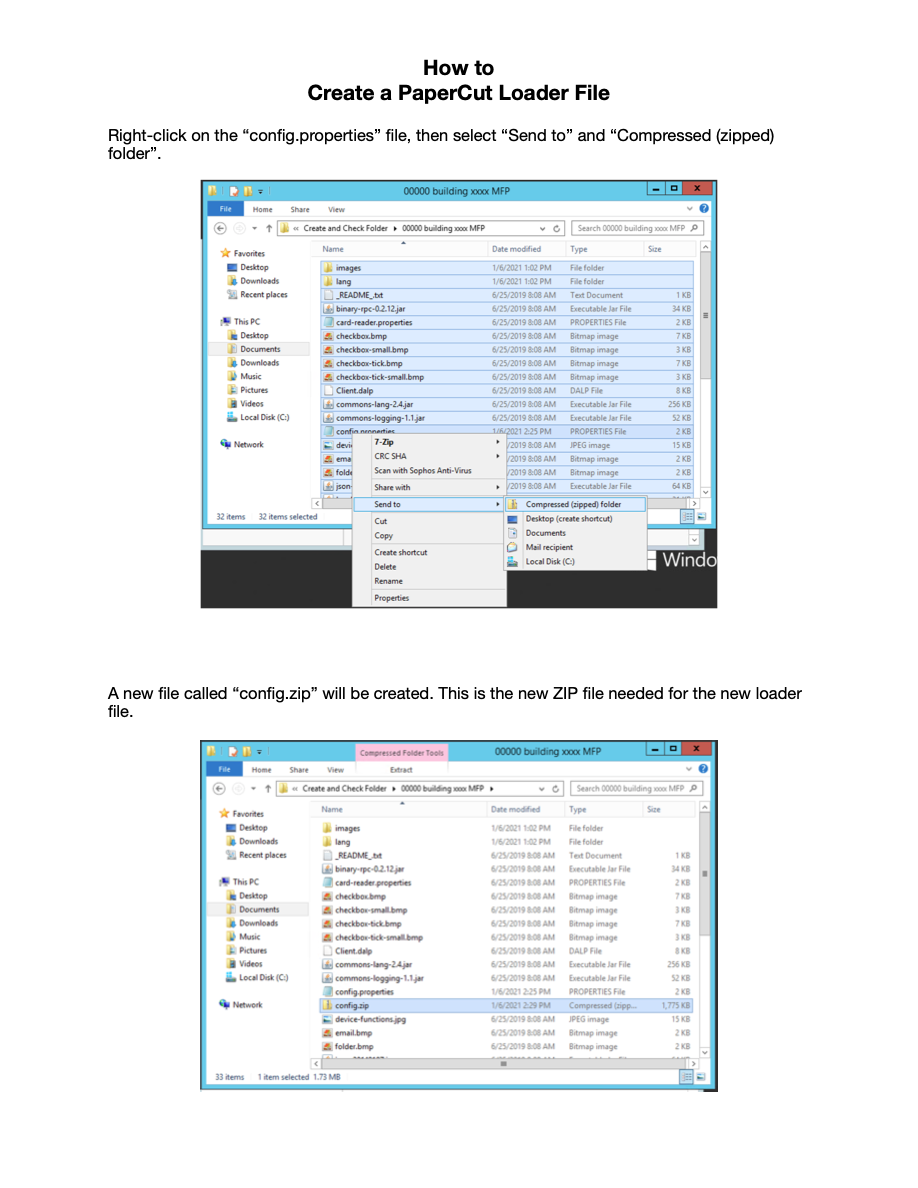 How to
Create a PaperCut Loader File
Right-click on the “config.properties” file, then select “Send to” and “Compressed (zipped)
folder”.
00000 building xxxx MFP
File Home Share View
« Create and Check Folder 00000 building xxxx MFP Search 00000 building xxxx MFP
Name Date modified Type Size
Favorites
Desktop
Downloads
Recent places
This PC
Desktop
Documents
Downloads
Music
Pictures
Videos
Local Disk (C:)
Network
images 1/6/2021 1:02 PM File folder
lang 1/6/2021 1:02 PM File folder
_README_.txt 6/25/2019 8:08 AM Text Document 1 KB
binary-rpc-0.2.12.jar 6/25/2019 8:08 AM Executable Jar File 34 KB
card-reader.properties 6/25/2019 8:08 AM PROPERTIES File 2 KB
checkbox.bmp 6/25/2019 8:08 AM Bitmap image 7 KB
checkbox-small.bmp 6/25/2019 8:08 AM Bitmap image 3 KB
checkbox-tick.bmp 6/25/2019 8:08 AM Bitmap image 7 KB
checkbox-tick-small.bmp 6/25/2019 8:08 AM Bitmap image 3 KB
Client.dalp 6/25/2019 8:08 AM DALP File 8 KB
commons-lang-2.4.jar 6/25/2019 8:08 AM Executable Jar File 256 KB
commons-logging-1.1.jar 6/25/2019 8:08 AM Executable Jar File 52 KB
config.properties 1/6/2021 2:25 PM PROPERTIES File 2 KB
devi /2019 8:08 AM JPEG image 15 KB
ema /2019 8:08 AM Bitmap image 2 KB
folde /2019 8:08 AM Bitmap image 2 KB
json- /2019 8:08 AM Executable Jar File 64 KB
7-Zip
CRC SHA
Scan with Sophos Anti-Virus
Share with
Send to
Cut
Copy
Create shortcut
Delete
Rename
Properties
Compressed (zipped) folder
Desktop (create shortcut)
Documents
Mail recipient
Local Disk (C:)
32 items 32 items selected
Windo
A new file called “config.zip” will be created. This is the new ZIP file needed for the new loader
file.
Compressed Folder Tools 00000 building xxxx MFP
File Home Share View Extract
« Create and Check Folder 00000 building xxxx MFP Search 00000 building xxxx MFP
Name Date modified Type Size
Favorites
Desktop
Downloads
Recent places
This PC
Desktop
Documents
Downloads
Music
Pictures
Videos
Local Disk (C:)
Network
images 1/6/2021 1:02 PM File folder
lang 1/6/2021 1:02 PM File folder
_README_.txt 6/25/2019 8:08 AM Text Document 1 KB
binary-rpc-0.2.12.jar 6/25/2019 8:08 AM Executable Jar File 34 KB
card-reader.properties 6/25/2019 8:08 AM PROPERTIES File 2 KB
checkbox.bmp 6/25/2019 8:08 AM Bitmap image 7 KB
checkbox-small.bmp 6/25/2019 8:08 AM Bitmap image 3 KB
checkbox-tick.bmp 6/25/2019 8:08 AM Bitmap image 7 KB
checkbox-tick-small.bmp 6/25/2019 8:08 AM Bitmap image 3 KB
Client.dalp 6/25/2019 8:08 AM DALP File 8 KB
commons-lang-2.4.jar 6/25/2019 8:08 AM Executable Jar File 256 KB
commons-logging-1.1.jar 6/25/2019 8:08 AM Executable Jar File 52 KB
config.properties 1/6/2021 2:25 PM PROPERTIES File 2 KB
config.zip 1/6/2021 2:29 PM Compressed (zipp... 1,775 KB
device-functions.jpg 6/25/2019 8:08 AM JPEG image 15 KB
email.bmp 6/25/2019 8:08 AM Bitmap image 2 KB
folder.bmp 6/25/2019 8:08 AM Bitmap image 2 KB
33 items 1 item selected 1.73 MB